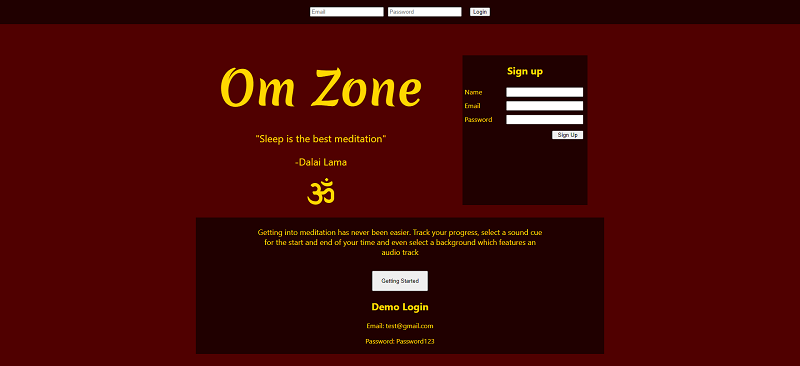 Email Password Login
Om Zone
"Sleep is the best meditation"
-Dalai Lama
ॐ
Sign up
Name
Email
Password
Sign Up
Getting into meditation has never been easier. Track your progress, select a sound cue
for the start and end of your time and even select a background which features an
audio track
Getting Started
Demo Login
Email: test@gmail.com
Password: Password123